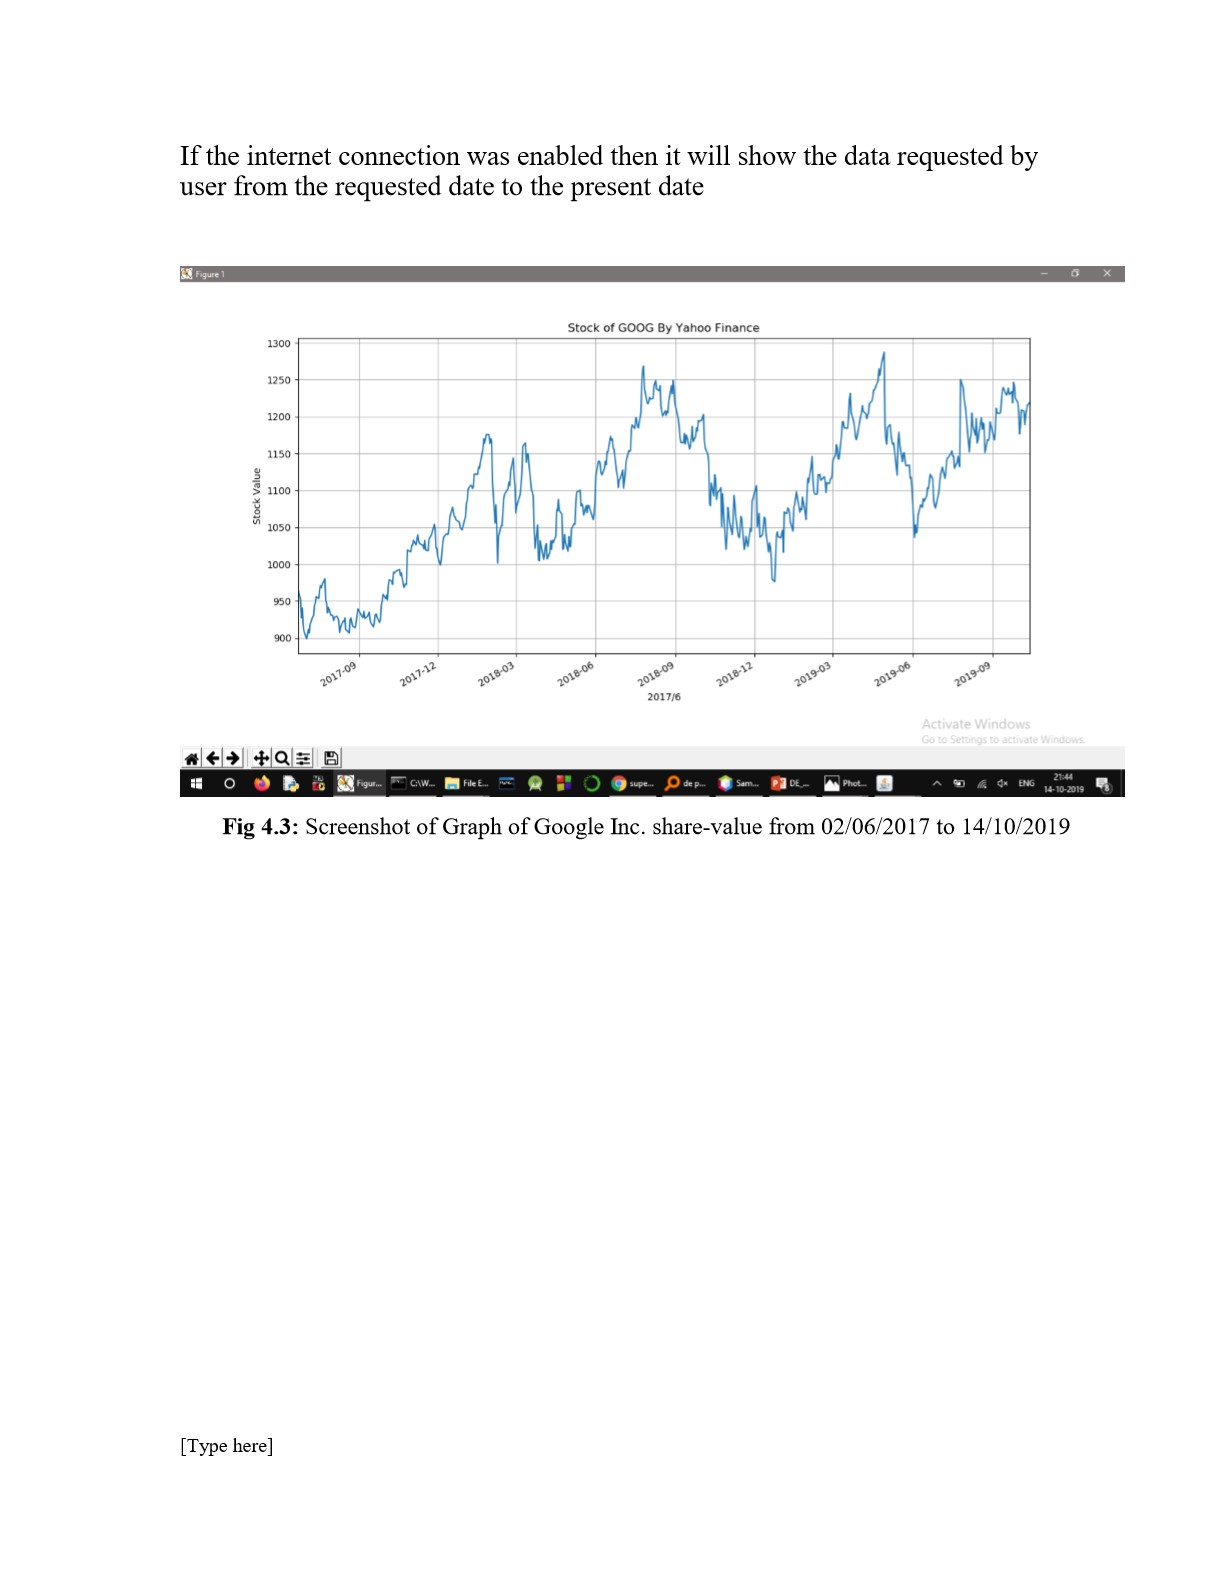 If the internet connection was enabled then it will show the data requested by
user from the requested date to the present date
Figure 1
Stock of GOOG By Yahoo Finance
1300
1250
1200
1150
1100
1050
1000
950
900
Stock Value
2017-09
2017-12
2018-03
2018-06
2018-09
2018-12
2019-03
2019-06
2019-09
2017/6
Activate Windows
Go to Settings to activate Windows.
Figur...
C:\W...
File E...
supe...
de p...
Sam...
DE_...
Phot...
ENG
21:44
14-10-2019
Fig 4.3: Screenshot of Graph of Google Inc. share-value from 02/06/2017 to 14/10/2019
[Type here]